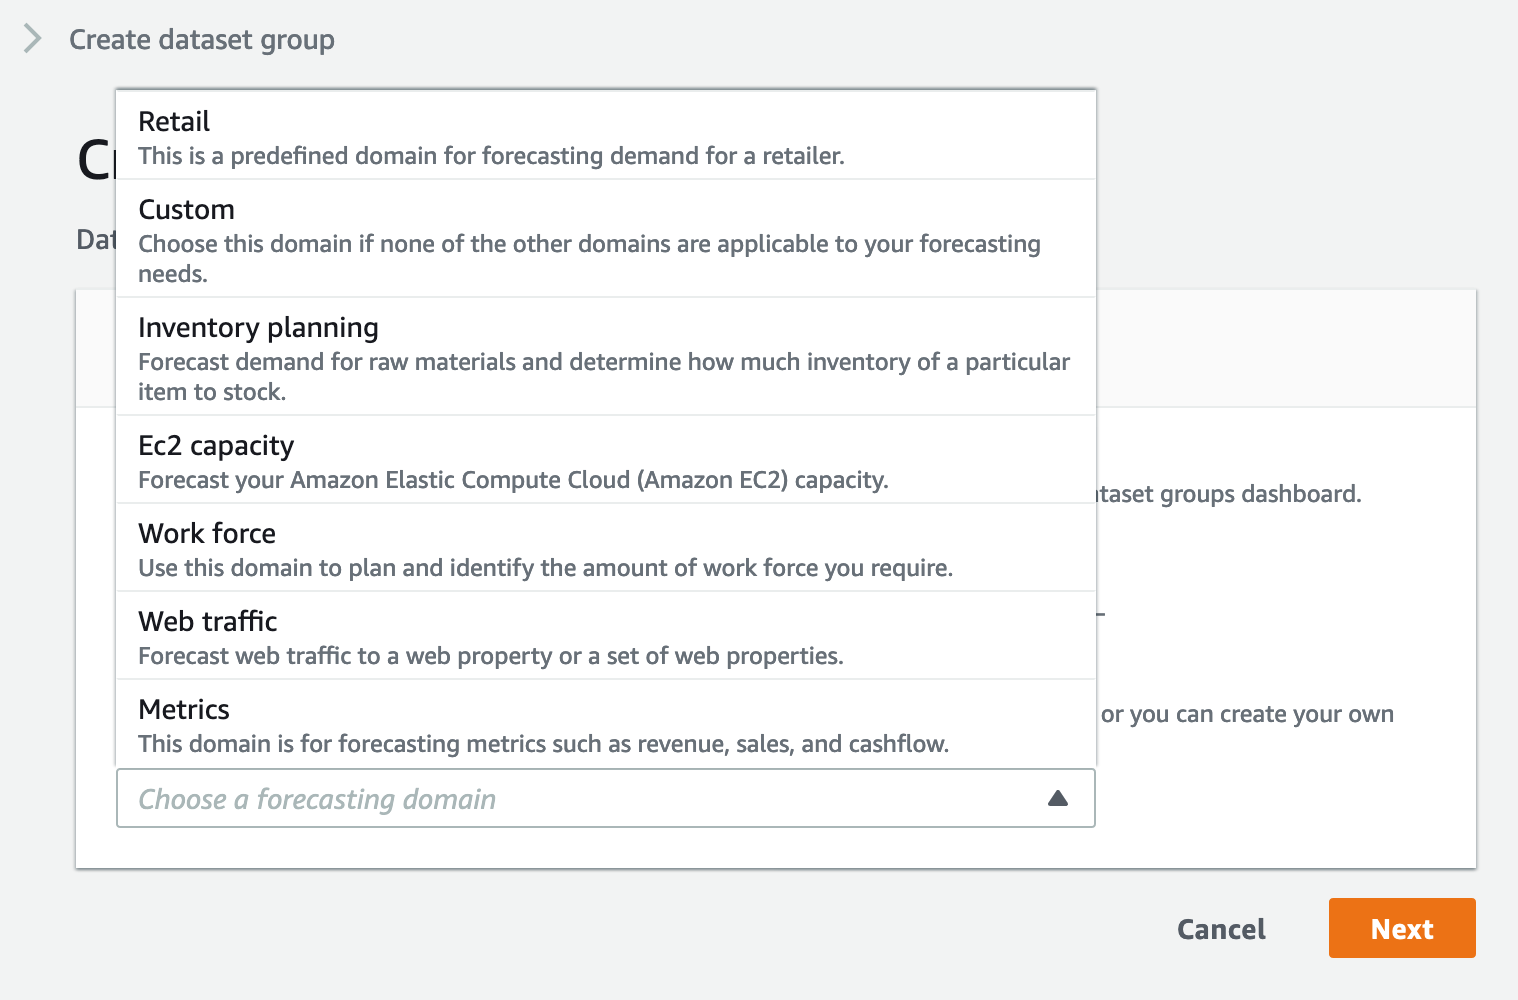 Create dataset group
Retail
This is a predefined domain for forecasting demand for a retailer.
Custom
Choose this domain if none of the other domains are applicable to your forecasting
needs.
Inventory planning
Forecast demand for raw materials and determine how much inventory of a particular
item to stock.
Ec2 capacity
Forecast your Amazon Elastic Compute Cloud (Amazon EC2) capacity.
groups dashboard.
Work force
Use this domain to plan and identify the amount of work force you require.
Web traffic
Forecast web traffic to a web property or a set of web properties.
Metrics
or you can create your own
This domain is for forecasting metrics such as revenue, sales, and cashflow.
Choose a forecasting domain
Cancel
Next